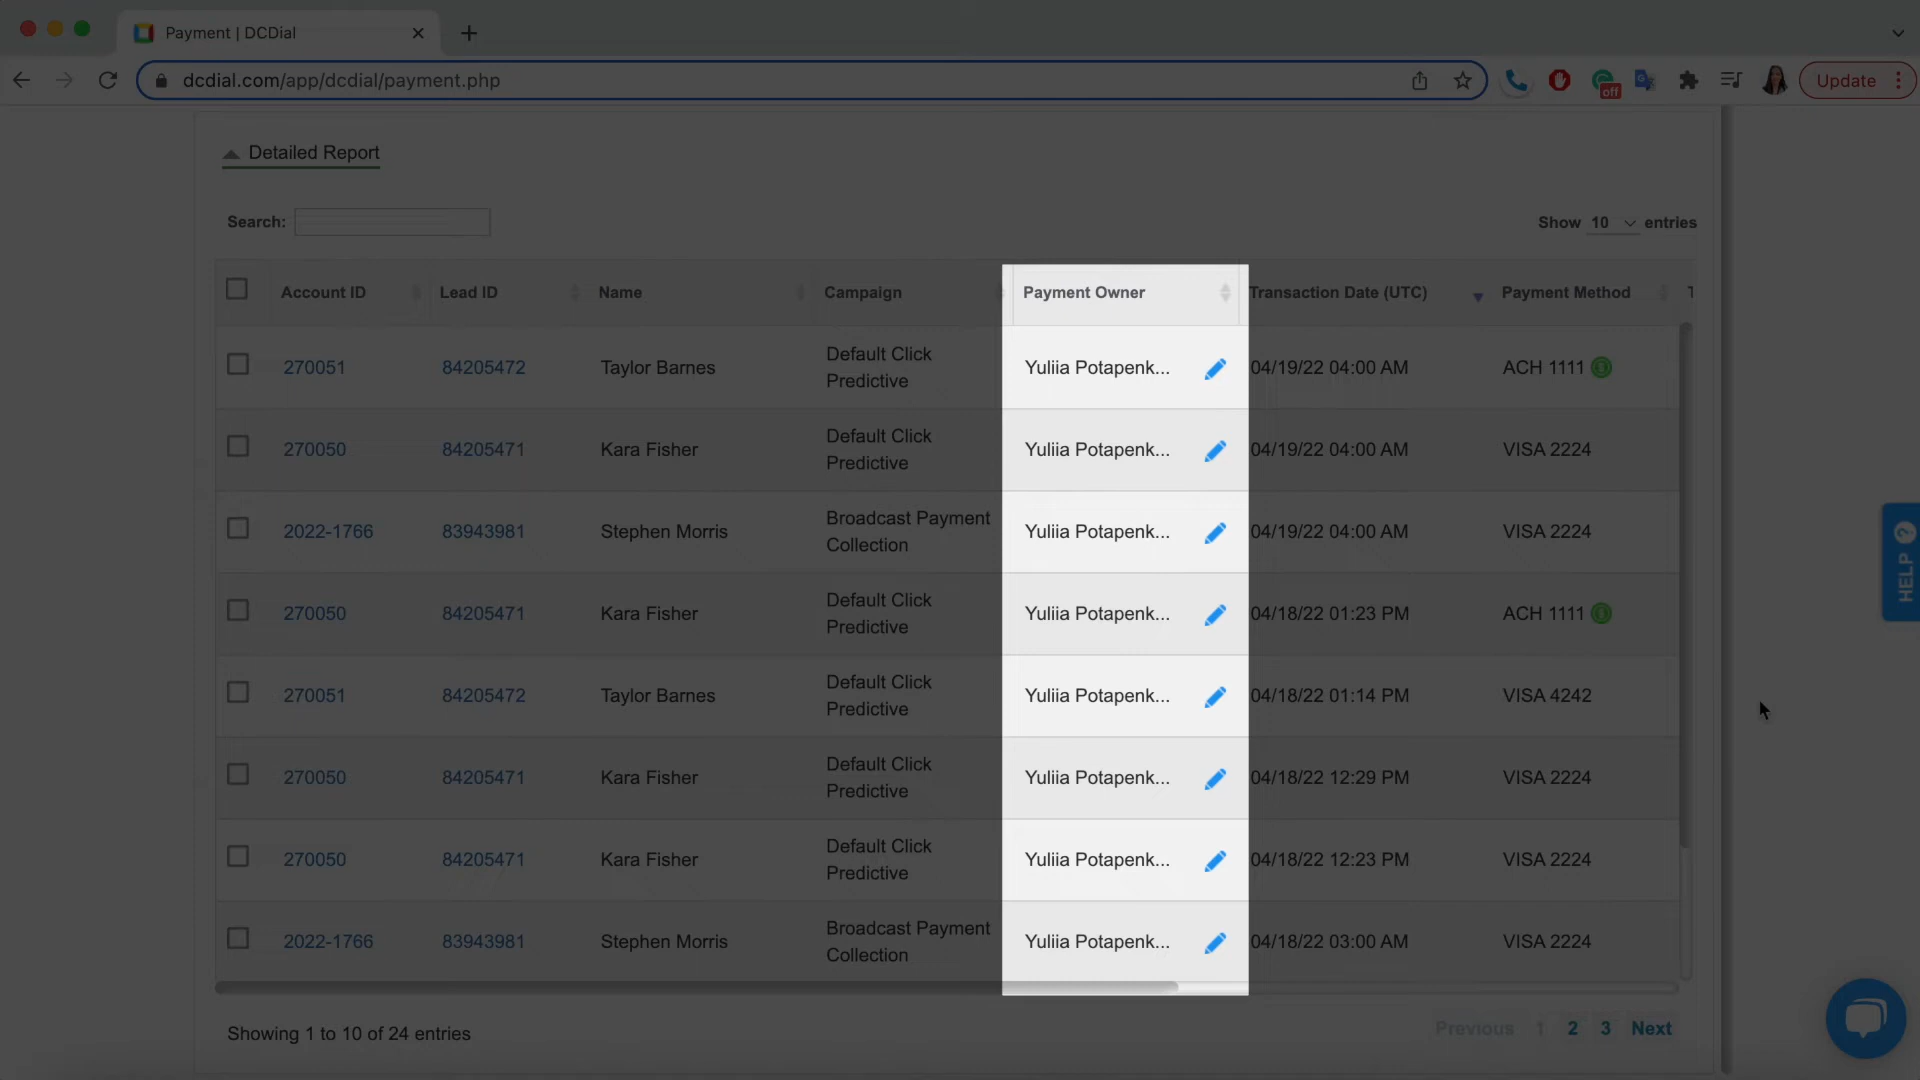 Payment | DCDial
dcdial.com/app/dcdial/payment.php
off
Update
Detailed Report
Search:
Show 10 entries
Account ID Lead ID Name Campaign Payment Owner Transaction Date (UTC) Payment Method T
270051 84205472 Taylor Barnes Default Click Predictive Yuliia Potapenk... 04/19/22 04:00 AM ACH 1111
270050 84205471 Kara Fisher Default Click Predictive Yuliia Potapenk... 04/19/22 04:00 AM VISA 2224
2022-1766 83943981 Stephen Morris Broadcast Payment Collection Yuliia Potapenk... 04/19/22 04:00 AM VISA 2224
270050 84205471 Kara Fisher Default Click Predictive Yuliia Potapenk... 04/18/22 01:23 PM ACH 1111
270051 84205472 Taylor Barnes Default Click Predictive Yuliia Potapenk... 04/18/22 01:14 PM VISA 4242
270050 84205471 Kara Fisher Default Click Predictive Yuliia Potapenk... 04/18/22 12:29 PM VISA 2224
270050 84205471 Kara Fisher Default Click Predictive Yuliia Potapenk... 04/18/22 12:23 PM VISA 2224
2022-1766 83943981 Stephen Morris Broadcast Payment Collection Yuliia Potapenk... 04/18/22 03:00 AM VISA 2224
HELP ?
Showing 1 to 10 of 24 entries
Previous 1 2 3 Next